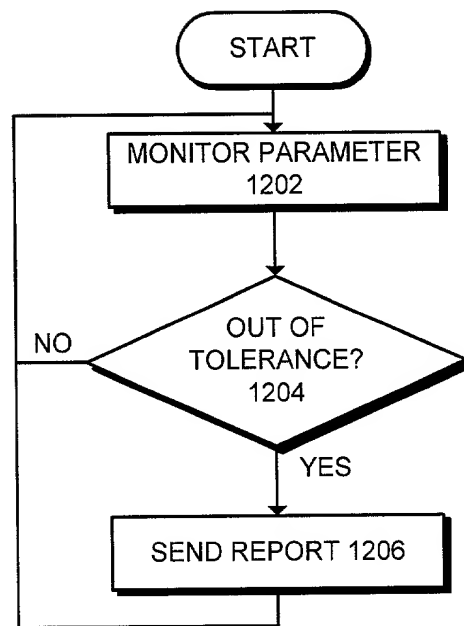 START
MONITOR PARAMETER
1202
OUT OF
TOLERANCE?
1204
NO
YES
SEND REPORT 1206